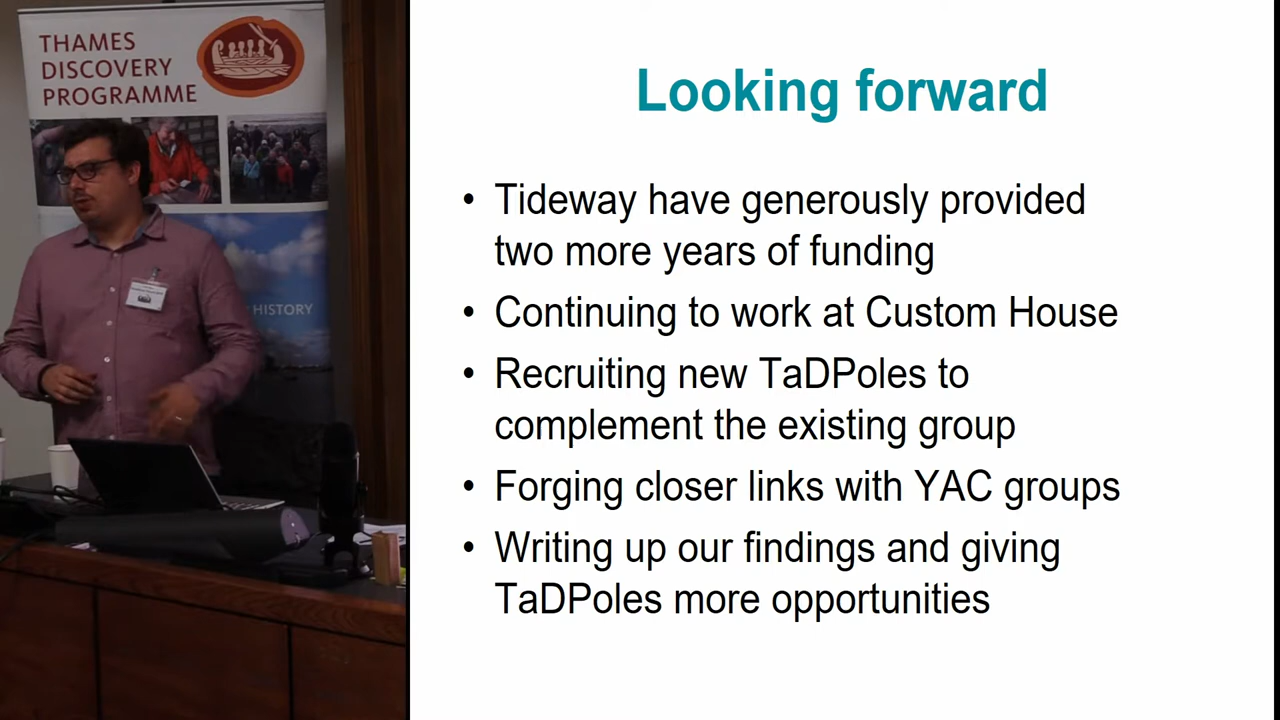 THAMES
DISCOVERY
PROGRAMME
HISTORY
Looking forward
• Tideway have generously provided
two more years of funding
• Continuing to work at Custom House
• Recruiting new TaDPoles to
complement the existing group
• Forging closer links with YAC groups
• Writing up our findings and giving
TaDPoles more opportunities